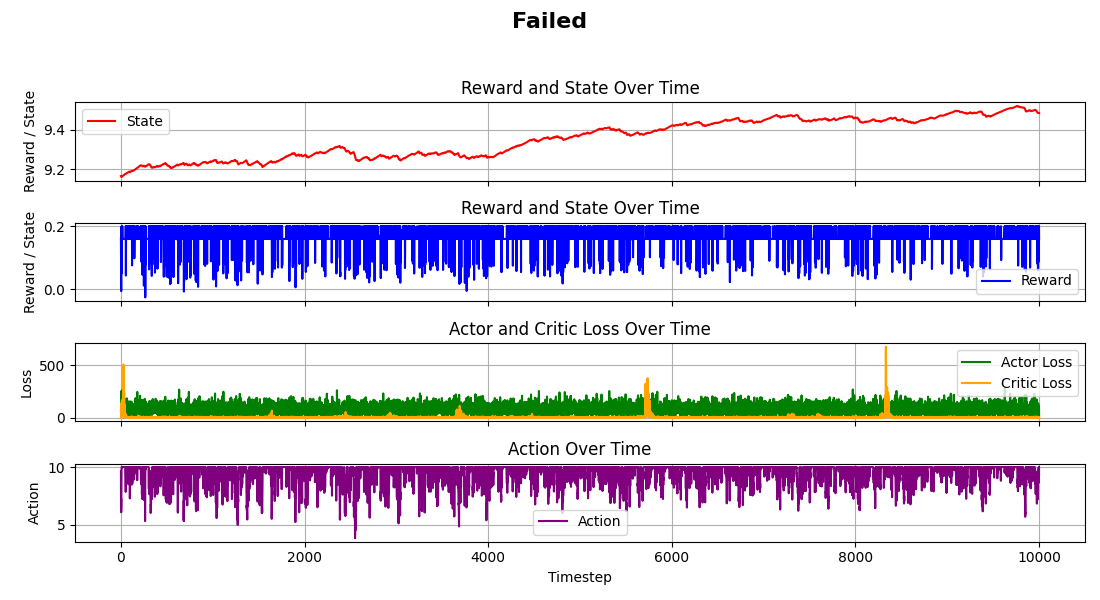 Failed
Reward and State Over Time
Reward / State
9.4
9.2
State
Reward and State Over Time
Reward / State
0.2
0.0
Reward
Actor and Critic Loss Over Time
Loss
500
0
Actor Loss
Critic Loss
Action Over Time
Action
10
5
Action
0 2000 4000 6000 8000 10000
Timestep